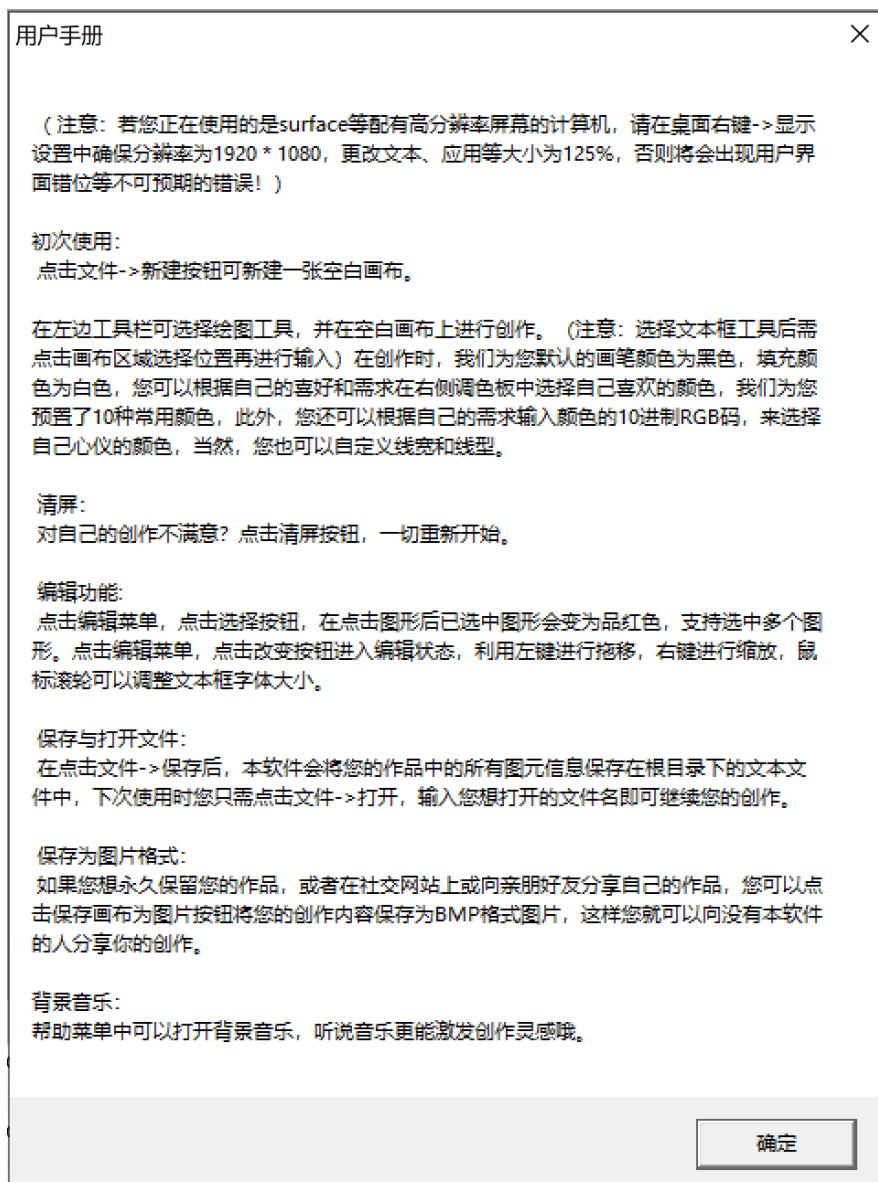 用户手册
（注意：若您正在使用的是surface等配有高分辨率屏幕的计算机，请在桌面右键->显示
设置中确保分辨率为1920 * 1080，更改文本、应用等大小为125%，否则将会出现用户界
面错位等不可预期的错误！）
初次使用：
点击文件->新建按钮可新建一张空白画布。
在左边工具栏可选择绘图工具，并在空白画布上进行创作。（注意：选择文本框工具后需
点击画布区域选择位置再进行输入）在创作时，我们为您默认的画笔颜色为黑色，填充颜
色为白色，您可以根据自己的喜好和需求在右侧调色板中选择自己喜欢的颜色，我们为您
预置了10种常用颜色，此外，您还可以根据自己的需求输入颜色的10进制RGB码，来选择
自己心仪的颜色，当然，您也可以自定义线宽和线型。
清屏：
对自己的创作不满意？点击清屏按钮，一切重新开始。
编辑功能:
点击编辑菜单，点击选择按钮，在点击图形后已选中图形会变为品红色，支持选中多个图
形。点击编辑菜单，点击改变按钮进入编辑状态，利用左键进行拖移，右键进行缩放，鼠
标滚轮可以调整文本框字体大小。
保存与打开文件：
在点击文件->保存后，本软件会将您的作品中的所有图元信息保存在根目录下的文本文
件中，下次使用时您只需点击文件->打开，输入您想打开的文件名即可继续您的创作。
保存为图片格式：
如果您想永久保留您的作品，或者在社交网站上或向亲朋好友分享自己的作品，您可以点
击保存画布为图片按钮将您的创作内容保存为BMP格式图片，这样您就可以向没有本软件
的人分享你的创作。
背景音乐：
帮助菜单中可以打开背景音乐，听说音乐更能激发创作灵感哦。
确定